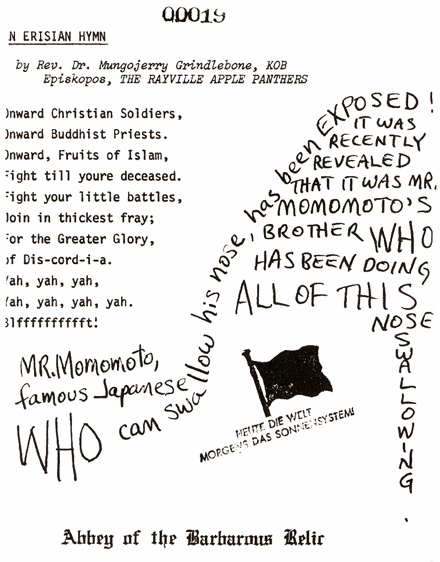 00019
N ERISIAN HYMN
by Rev. Dr. Mungojerry Grindlebone, KOB
Episkopos, THE RAYVILLE APPLE PANTHERS
Onward Christian Soldiers,
Onward Buddhist Priests.
Onward, Fruits of Islam,
Fight till youre deceased.
Fight your little battles,
Join in thickest fray;
For the Greater Glory,
of Dis-cord-i-a.
Yah, yah, yah,
Yah, yah, yah, yah.
Blfffffffffft!
MR. MOMOMOTO,
famous Japanese
WHO can swallow his nose, has been EXPOSED!
IT WAS
RECENTLY
REVEALED
THAT IT WAS MR.
MOMOMOTO'S
BROTHER WHO
HAS BEEN DOING
ALL OF THIS
NOSE
SWALLOWING.
HEUTE DIE WELT
MORGENS DAS SONNENSYSTEM!
Abbey of the Barbarous Relic